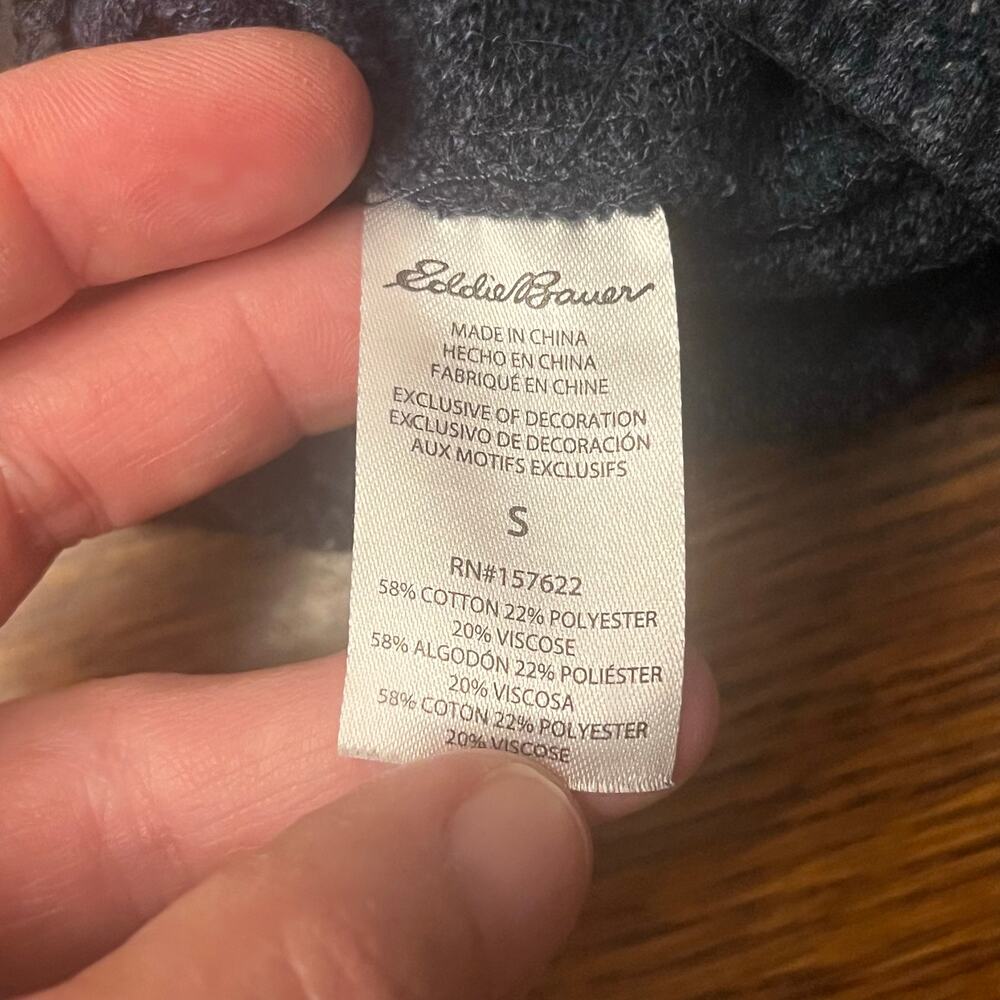 Eddie Bauer
MADE IN CHINA
HECHO EN CHINA
FABRIQUÉ EN CHINE
EXCLUSIVE OF DECORATION
EXCLUSIVO DE DECORACIÓN
AUX MOTIFS EXCLUSIFS
S
RN#157622
58% COTTON 22% POLYESTER
20% VISCOSE
58% ALGODÓN 22% POLIÉSTER
20% VISCOSA
58% COTON 22% POLYESTER
20% VISCOSE